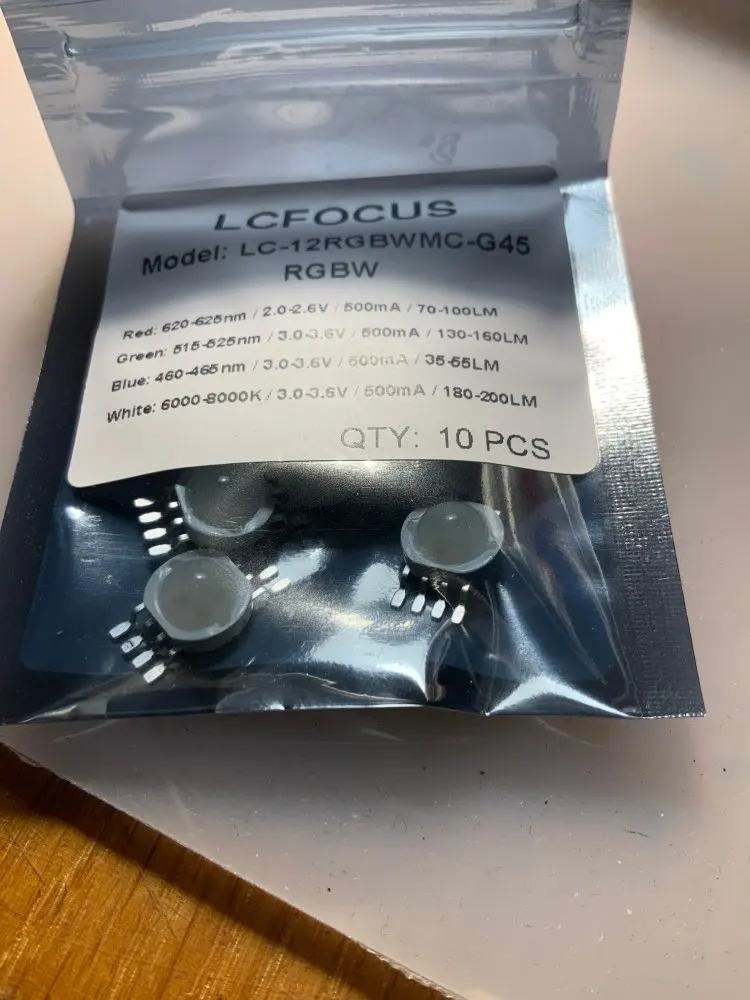 LCFOCUS
Model: LC-12RGBWMC-G45
RGBW
Red: 620-625nm / 2.0-2.6V / 500mA / 70-100LM
Green: 515-525nm / 3.0-3.6V / 500mA / 130-160LM
Blue: 460-465nm / 3.0-3.6V / 500mA / 35-55LM
White: 6000-8000K / 3.0-3.6V / 500mA / 180-200LM
QTY: 10 PCS